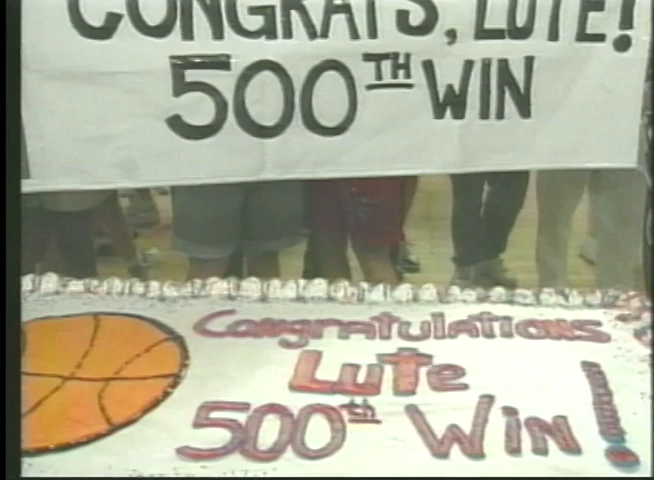 CONGRATS, LUTE!
500TH WIN
Congratulations
Lute
500th Win!